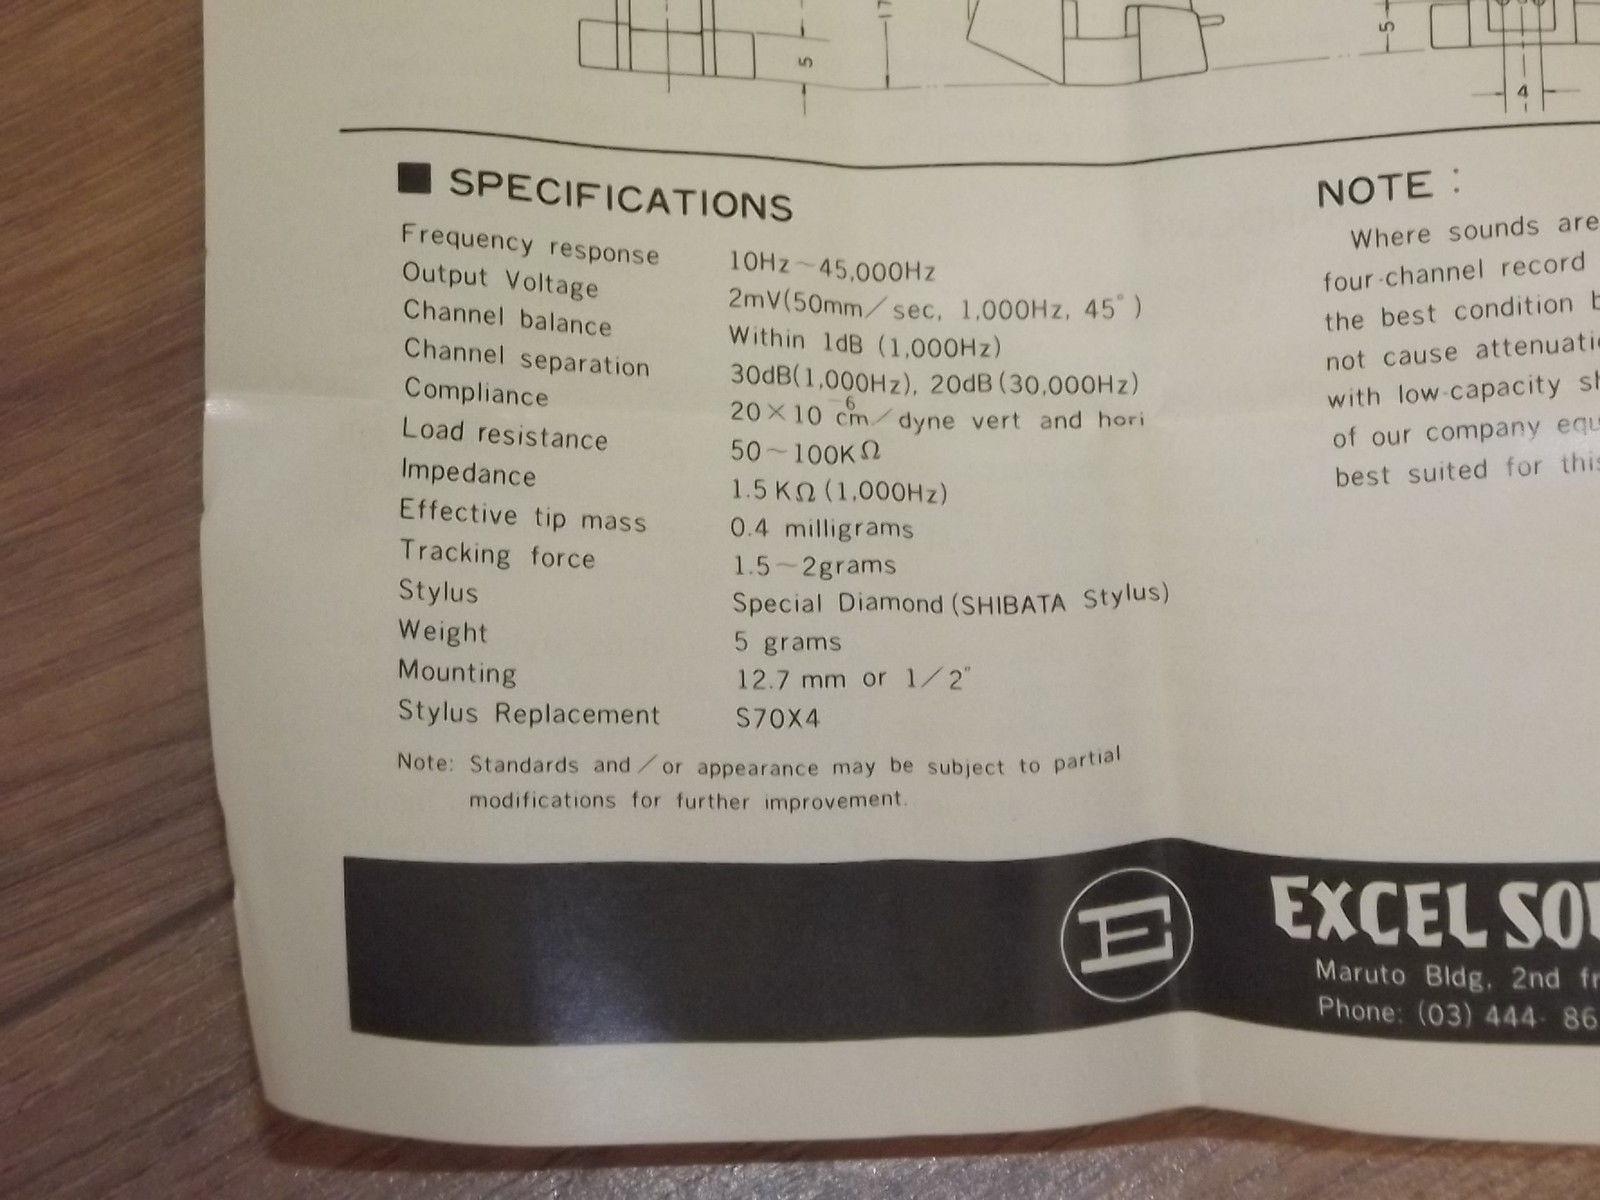 5
17
5
4
■ SPECIFICATIONS
Frequency response 10Hz~45,000Hz
Output Voltage 2mV(50mm/sec, 1,000Hz, 45°)
Channel balance Within 1dB (1,000Hz)
Channel separation 30dB(1,000Hz), 20dB(30,000Hz)
Compliance 20×10⁻⁶cm/dyne vert and hori
Load resistance 50~100KΩ
Impedance 1.5KΩ(1,000Hz)
Effective tip mass 0.4 milligrams
Tracking force 1.5~2grams
Stylus Special Diamond(SHIBATA Stylus)
Weight 5 grams
Mounting 12.7 mm or 1/2"
Stylus Replacement S70X4
Note: Standards and/or appearance may be subject to partial
modifications for further improvement.
NOTE:
Where sounds are
four-channel record
the best condition
not cause
with low-capacity
of our company
best suited for this
E
EXCEL
Maruto Bldg, 2nd
Phone: (03) 444-86